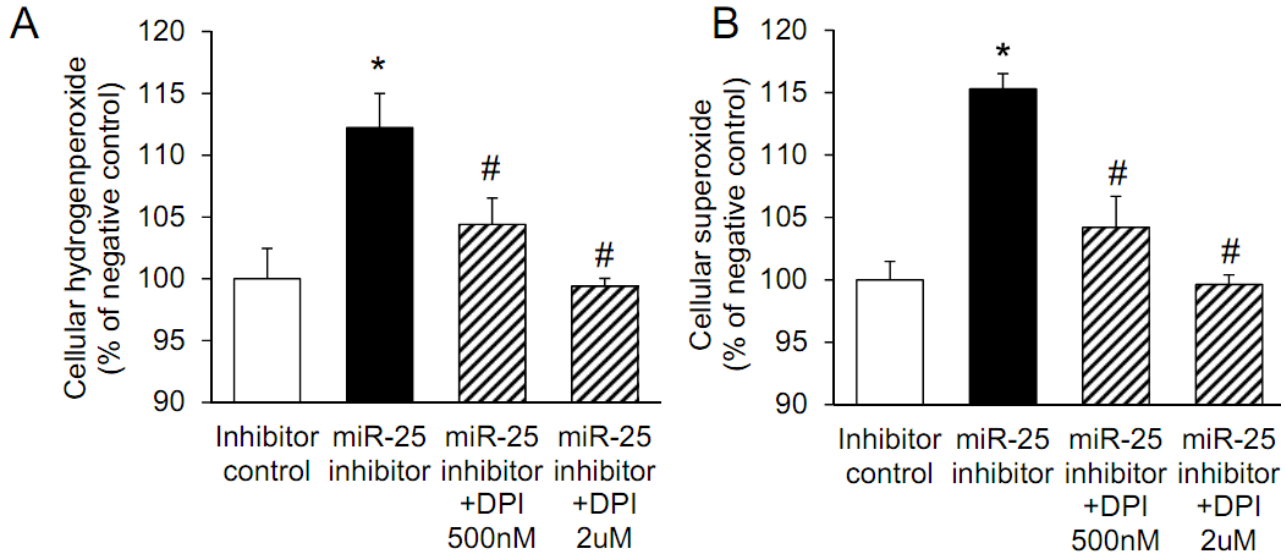 A
Cellular hydrogenperoxide
(% of negative control)
120
115
110
105
100
95
90
*
#
#
Inhibitor
control
miR-25
inhibitor
miR-25
inhibitor
+DPI
500nM
miR-25
inhibitor
+DPI
2uM
B
Cellular superoxide
(% of negative control)
120
115
110
105
100
95
90
*
#
#
Inhibitor
control
miR-25
inhibitor
miR-25
inhibitor
+DPI
500nM
miR-25
inhibitor
+DPI
2uM